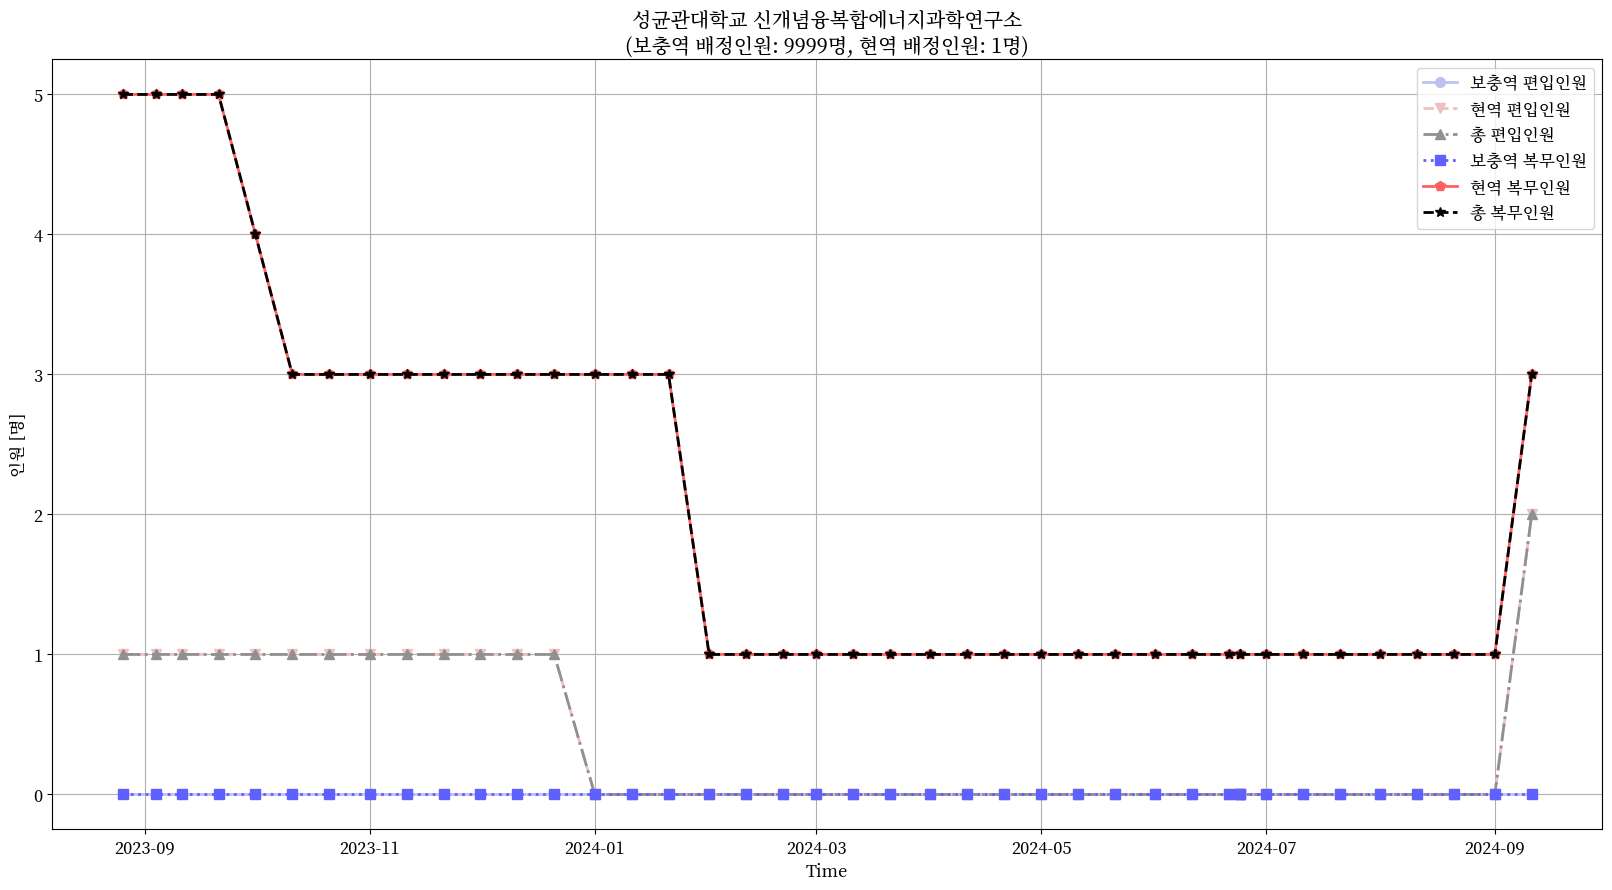 성균관대학교 신개념융복합에너지과학연구소
(보충역 배정인원: 9999명, 현역 배정인원: 1명)
보충역 편입인원
현역 편입인원
총 편입인원
보충역 복무인원
현역 복무인원
총 복무인원
5
4
3
2
1
0
인원 [명]
2023-09
2023-11
2024-01
2024-03
2024-05
2024-07
2024-09
Time